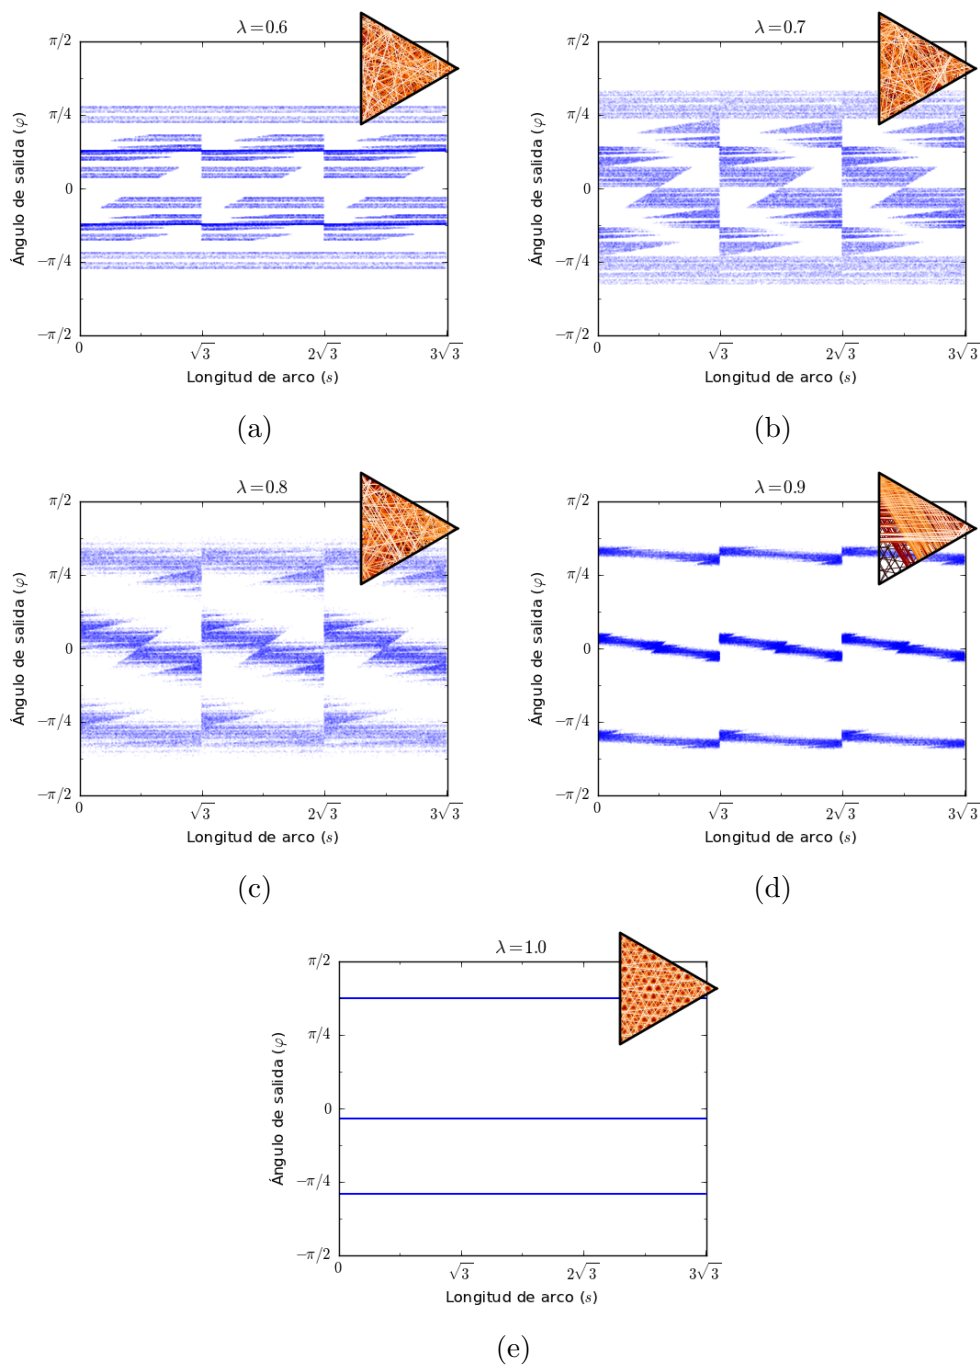 λ=0.6
π/2
π/4
0
−π/4
−π/2
Ángulo de salida (φ)
0
√3
2√3
3√3
Longitud de arco (s)
(a)
λ=0.7
π/2
π/4
0
−π/4
−π/2
Ángulo de salida (φ)
0
√3
2√3
3√3
Longitud de arco (s)
(b)
λ=0.8
π/2
π/4
0
−π/4
−π/2
Ángulo de salida (φ)
0
√3
2√3
3√3
Longitud de arco (s)
(c)
λ=0.9
π/2
π/4
0
−π/4
−π/2
Ángulo de salida (φ)
0
√3
2√3
3√3
Longitud de arco (s)
(d)
λ=1.0
π/2
π/4
0
−π/4
−π/2
Ángulo de salida (φ)
0
√3
2√3
3√3
Longitud de arco (s)
(e)